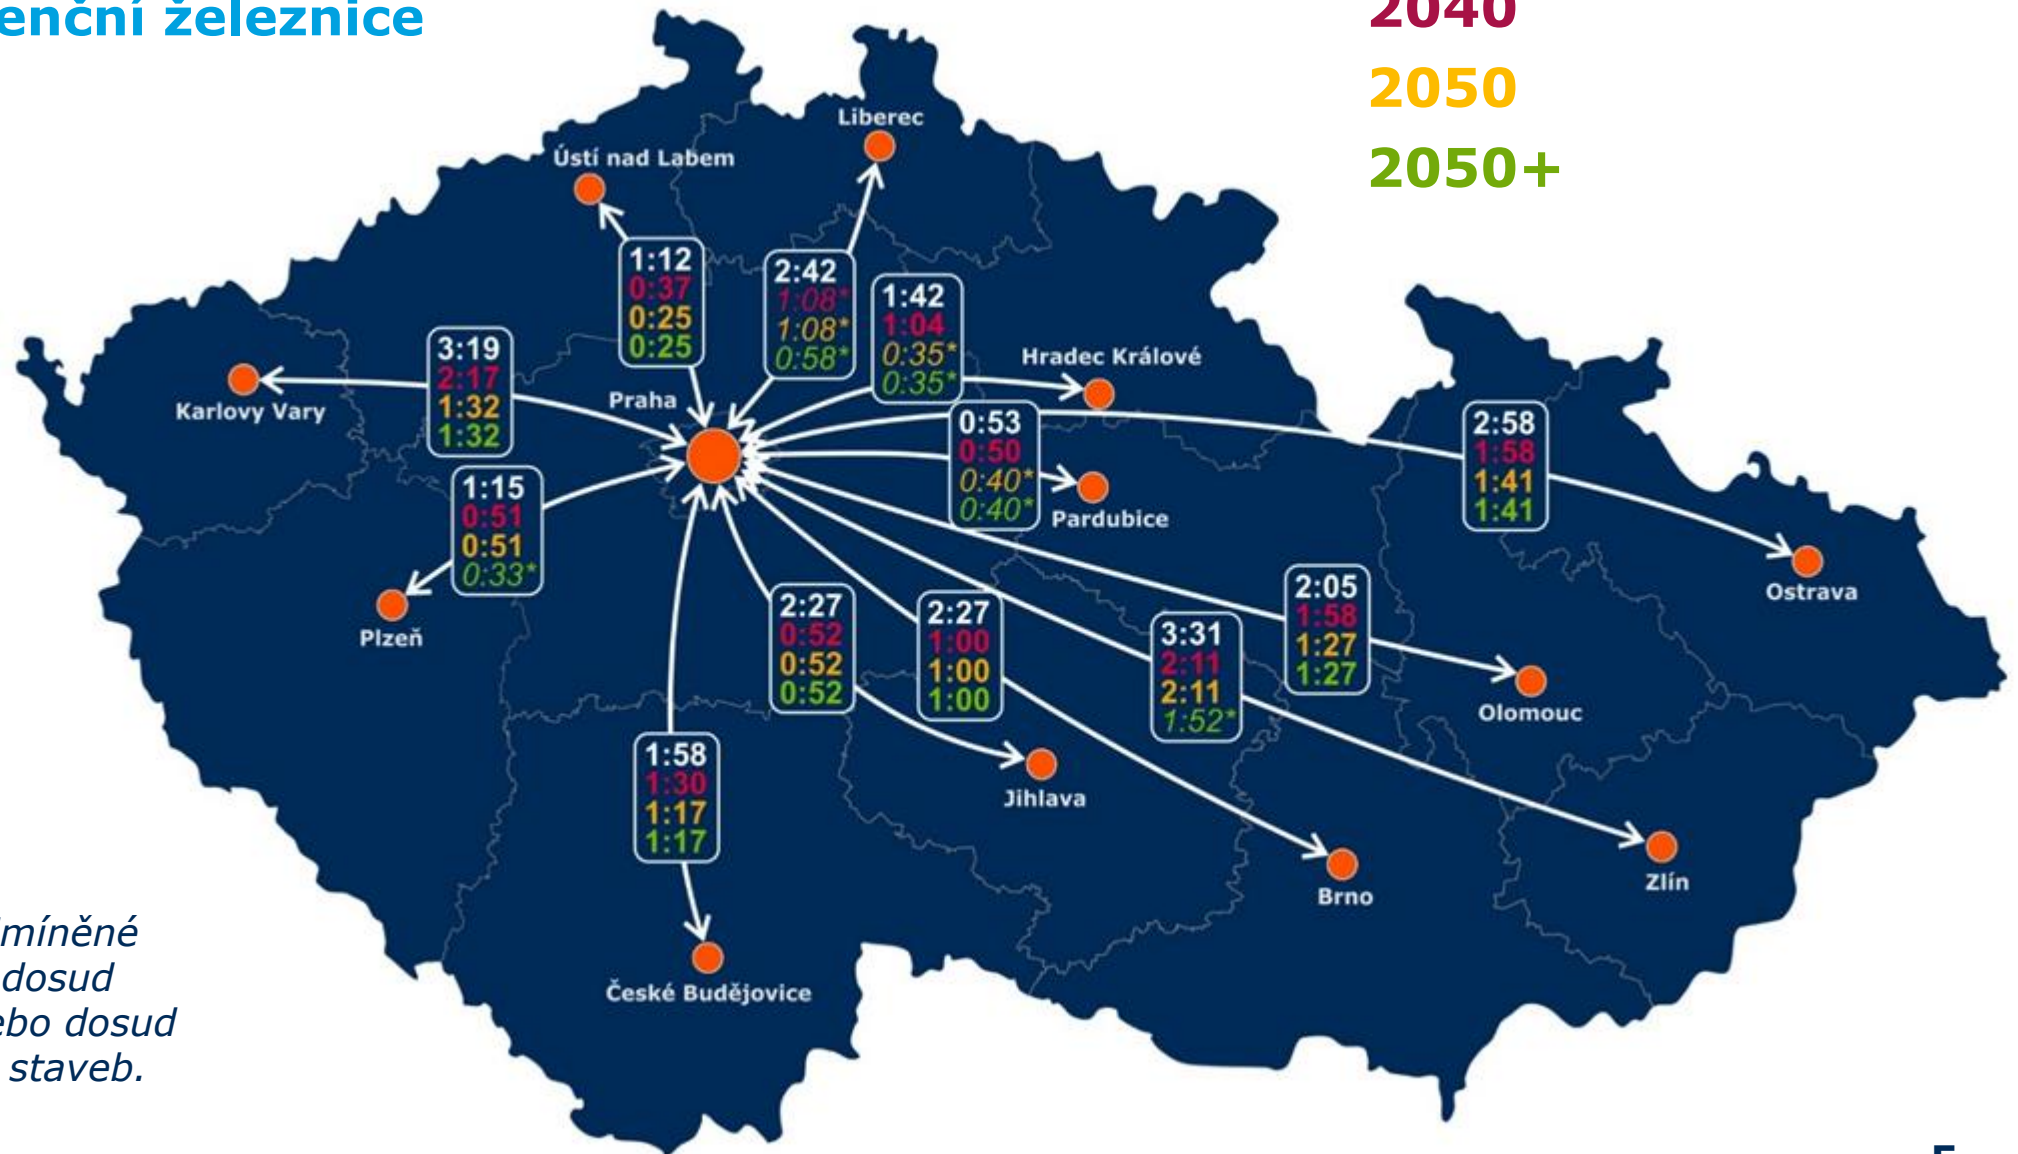 enční železnice
2040
2050
2050+
Liberec
Ústí nad Labem
1:12
0:37
0:25
0:25
2:42
1:08*
1:08*
0:58*
1:42
1:04
0:35*
0:35*
Hradec Králové
3:19
2:17
1:32
1:32
Karlovy Vary
Praha
0:53
0:50
0:40*
0:40*
Pardubice
2:58
1:58
1:41
1:41
Ostrava
1:15
0:51
0:51
0:33*
Plzeň
2:27
0:52
0:52
0:52
Jihlava
2:27
1:00
1:00
1:00
Brno
3:31
2:11
2:11
1:52*
Zlín
2:05
1:58
1:27
1:27
Olomouc
1:58
1:30
1:17
1:17
České Budějovice
míněné
dosud
ebo dosud
staveb.